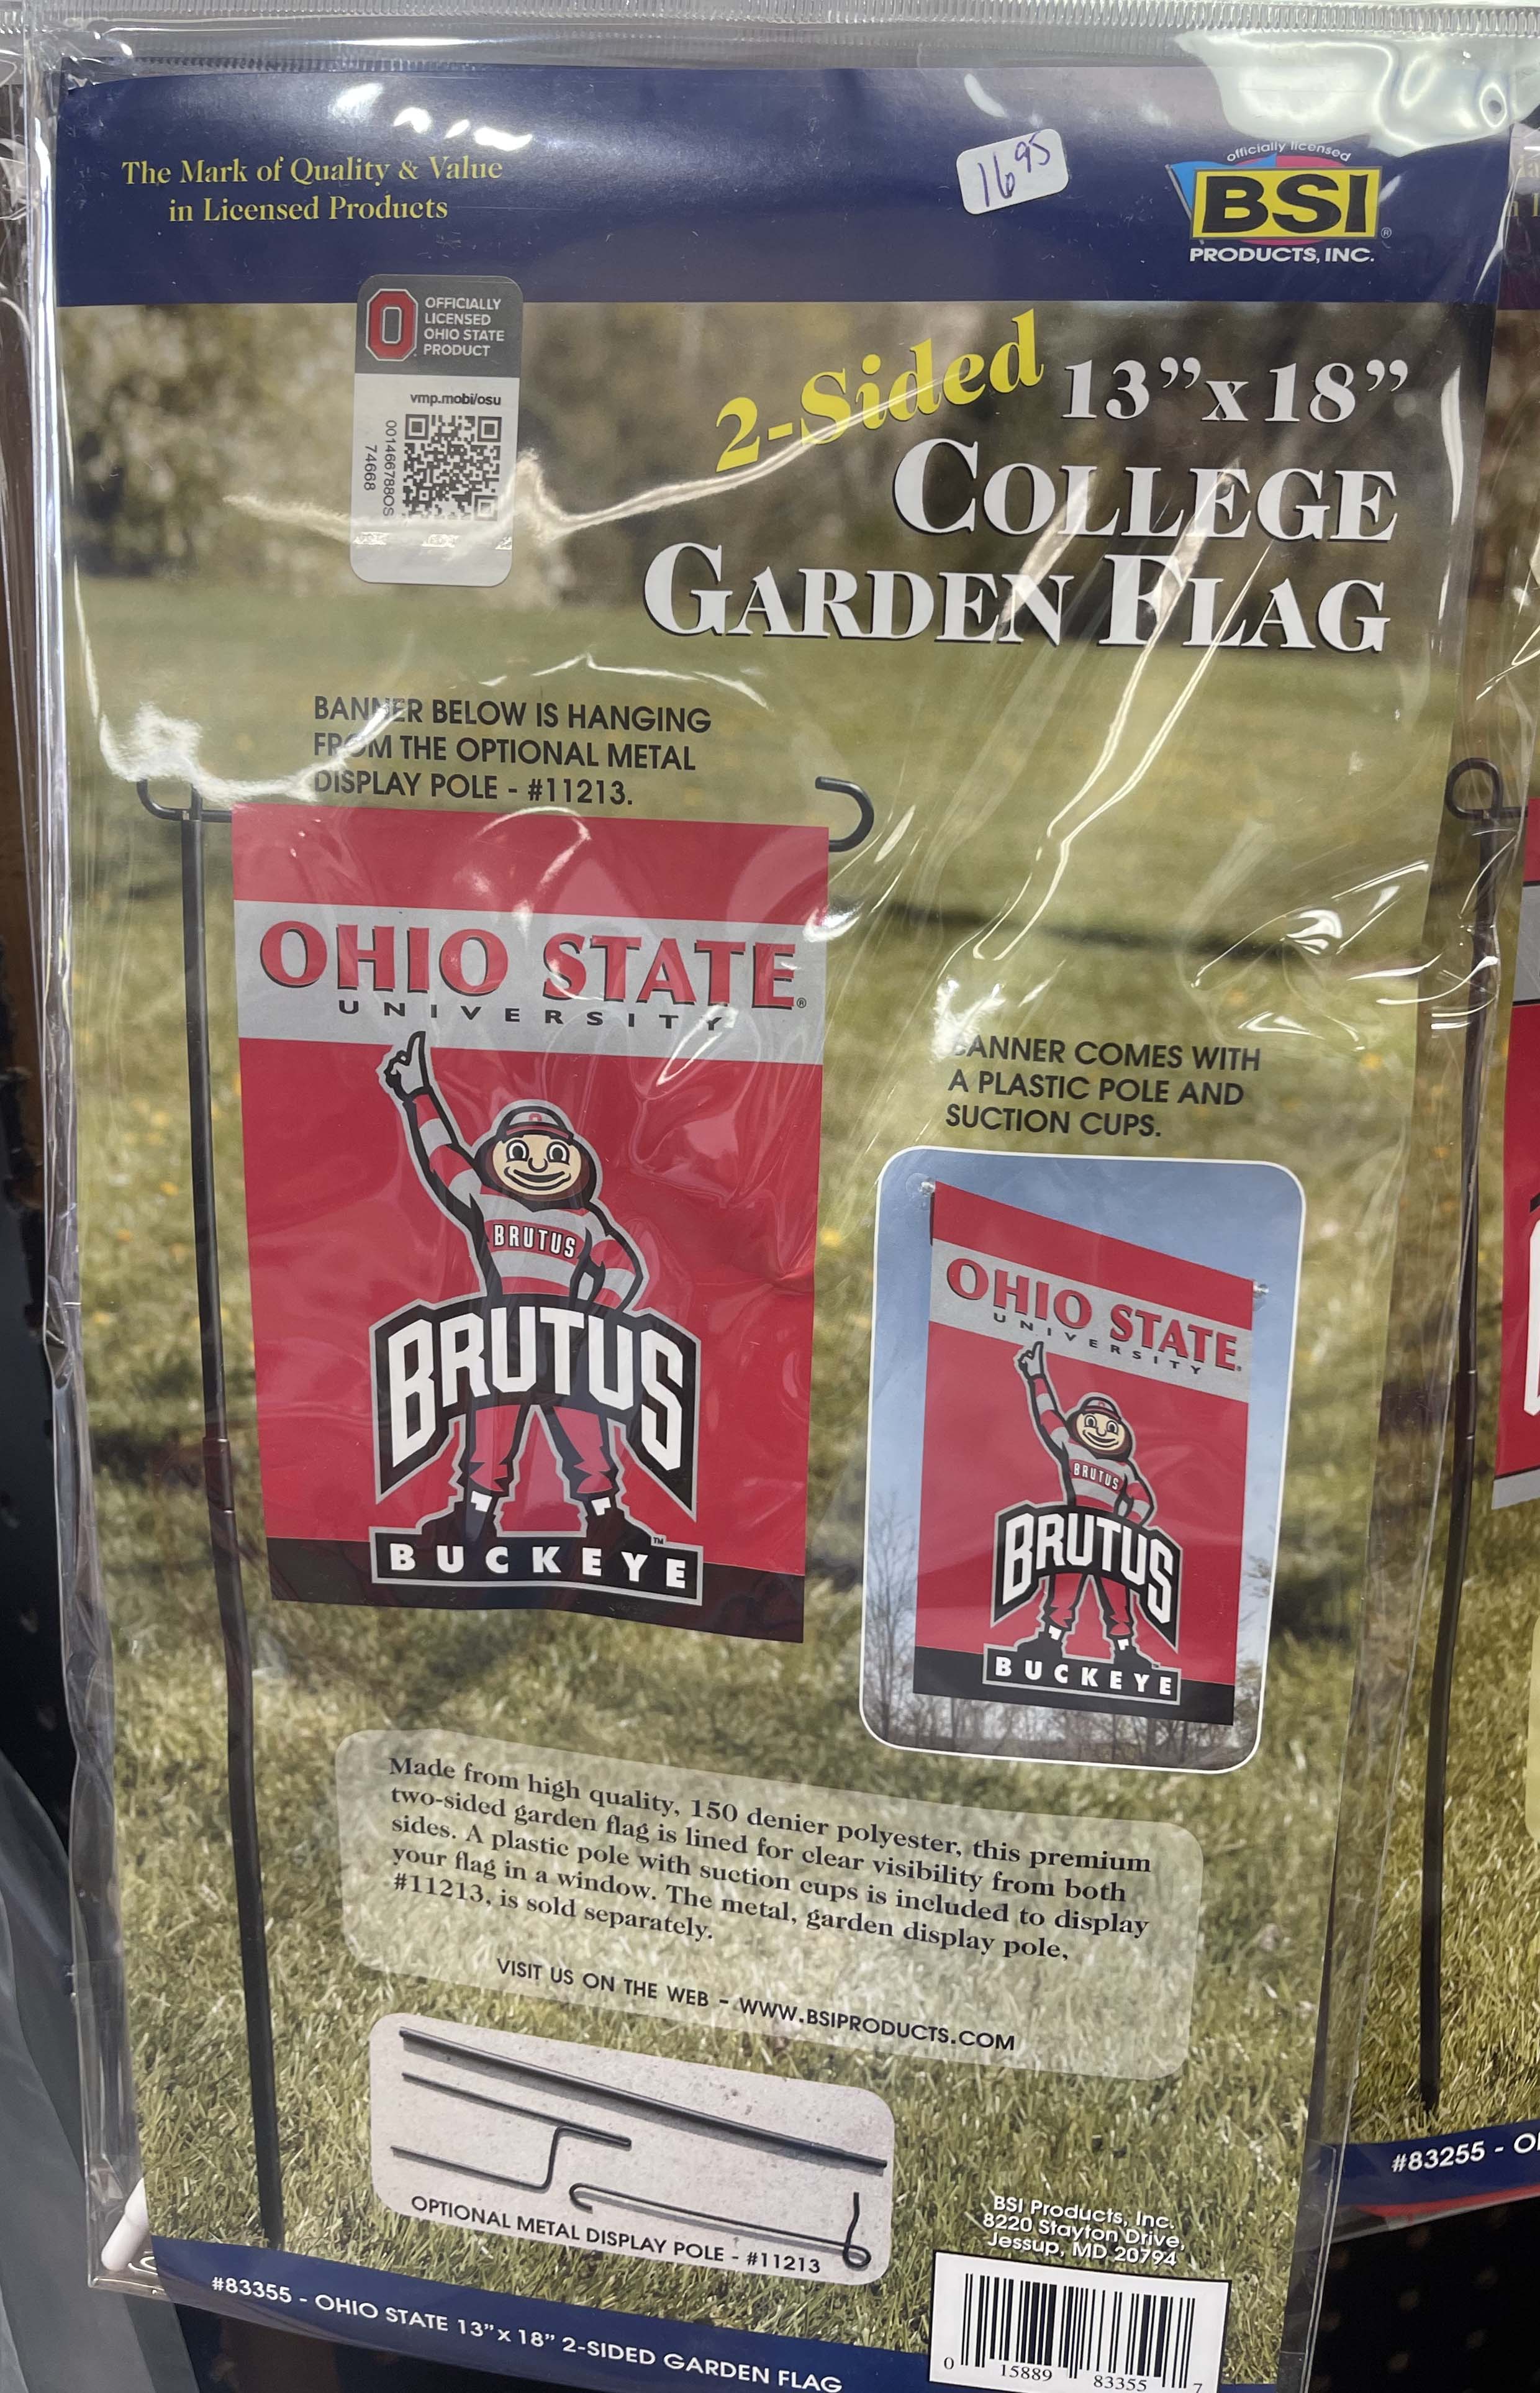 The Mark of Quality & Value
in Licensed Products
16 95
officially licensed
BSI®
PRODUCTS, INC.
OFFICIALLY
LICENSED
OHIO STATE
PRODUCT
vmp.mobi/osu
001466788OS
74668
2-Sided 13”x 18”
COLLEGE
GARDEN FLAG
BANNER BELOW IS HANGING
FROM THE OPTIONAL METAL
DISPLAY POLE - #11213.
OHIO STATE®
UNIVERSITY
BRUTUS
BRUTUS
BUCKEYE™
BANNER COMES WITH
A PLASTIC POLE AND
SUCTION CUPS.
OHIO STATE®
UNIVERSITY
BRUTUS
BRUTUS
BUCKEYE
Made from high quality, 150 denier polyester, this premium
two-sided garden flag is lined for clear visibility from both
sides. A plastic pole with suction cups is included to display
your flag in a window. The metal, garden display pole,
#11213, is sold separately.
VISIT US ON THE WEB - WWW.BSIPRODUCTS.COM
OPTIONAL METAL DISPLAY POLE - #11213
BSI Products, Inc.
8220 Stayton Drive,
Jessup, MD 20794
#83355 - OHIO STATE 13”x 18” 2-SIDED GARDEN FLAG
0 15889 83355 7
#83255 - O